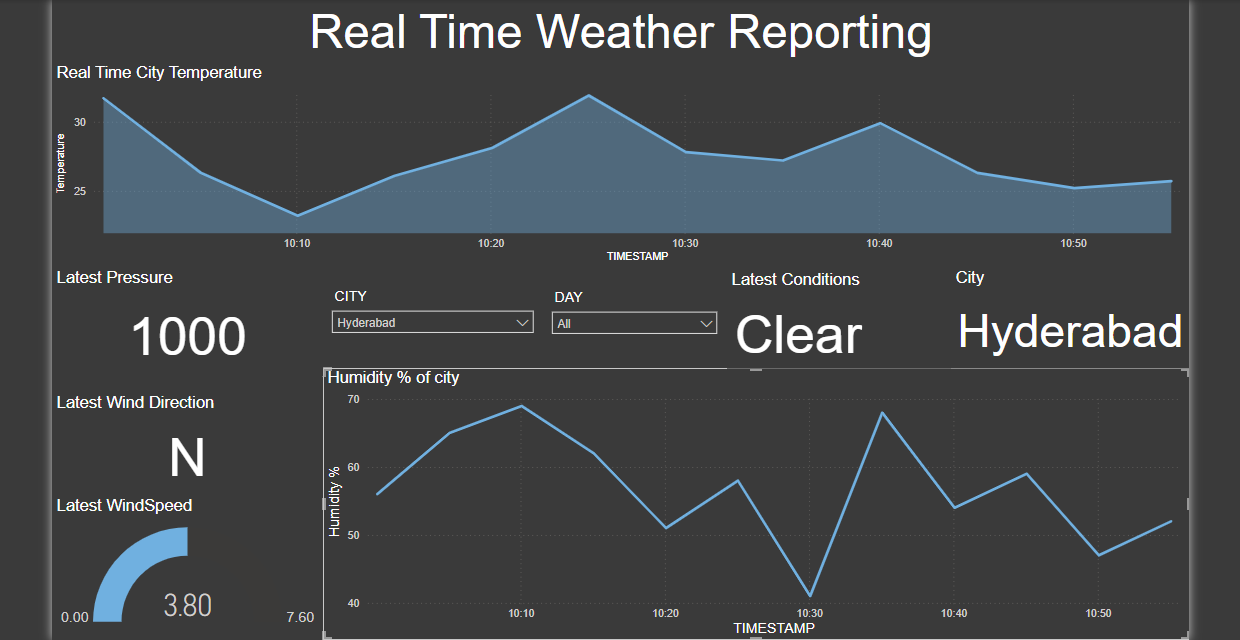 Real Time Weather Reporting
Real Time City Temperature
Temperature
30
25
10:10 10:20 10:30 10:40 10:50
TIMESTAMP
Latest Pressure
1000
CITY
Hyderabad
DAY
All
Latest Conditions
Clear
City
Hyderabad
Latest Wind Direction
N
Latest WindSpeed
0.00 3.80 7.60
Humidity % of city
Humidity %
70
60
50
40
10:10 10:20 10:30 10:40 10:50
TIMESTAMP